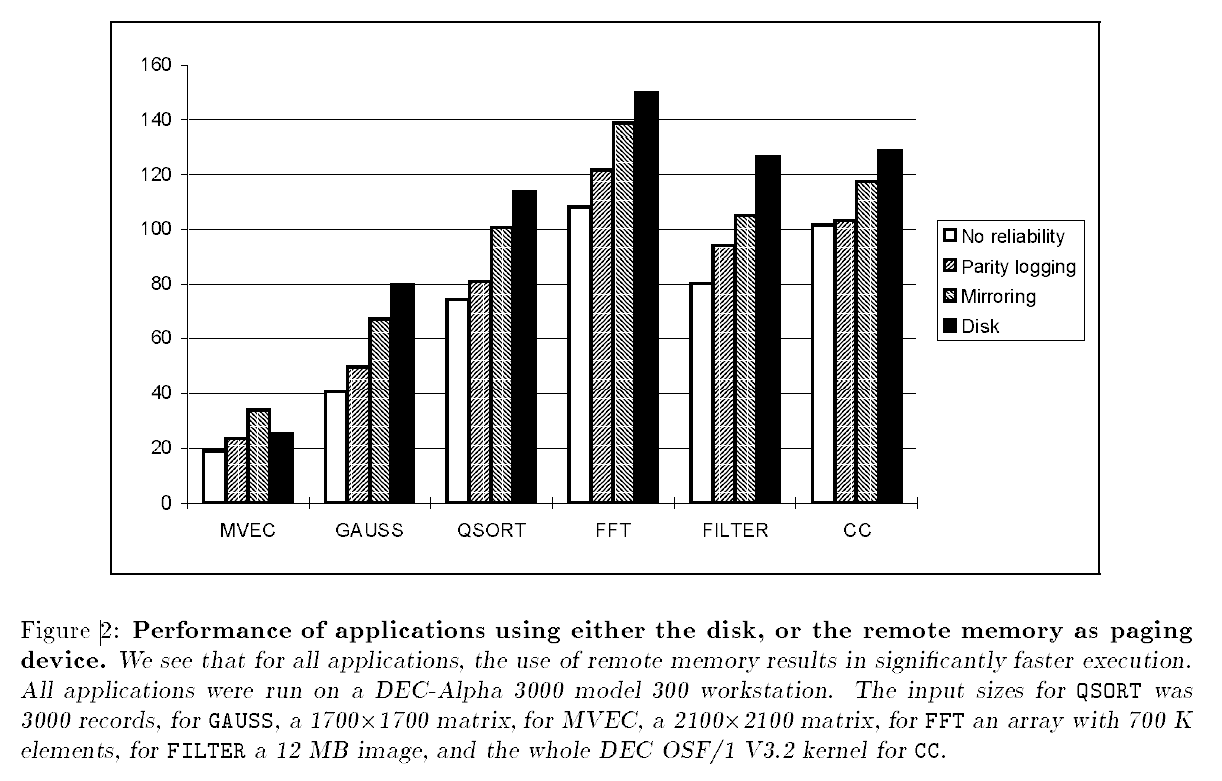 160
140
120
100
80
60
40
20
0
MVEC GAUSS QSORT FFT FILTER CC
No reliability
Parity logging
Mirroring
Disk
Figure 2: Performance of applications using either the disk, or the remote memory as paging
device. We see that for all applications, the use of remote memory results in significantly faster execution.
All applications were run on a DEC-Alpha 3000 model 300 workstation. The input sizes for QSORT was
3000 records, for GAUSS, a 1700×1700 matrix, for MVEC, a 2100×2100 matrix, for FFT an array with 700 K
elements, for FILTER a 12 MB image, and the whole DEC OSF/1 V3.2 kernel for CC.